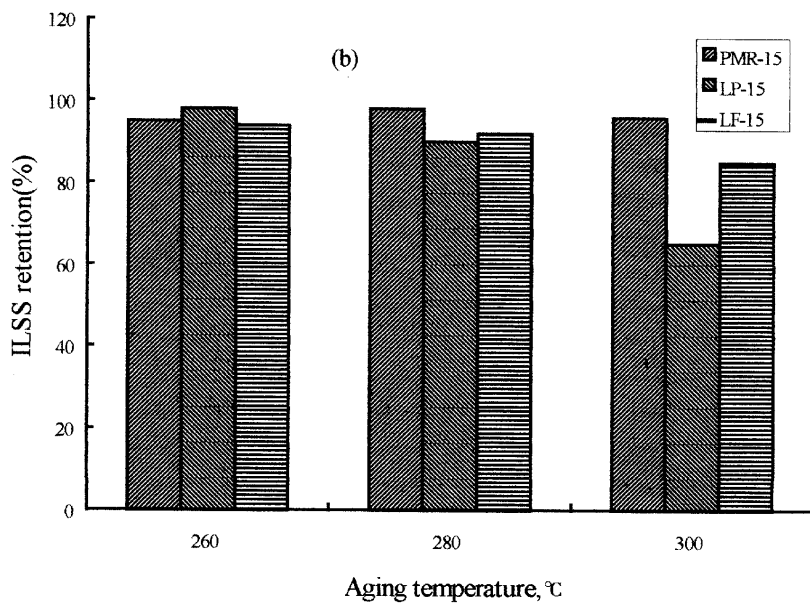 120
(b)
PMR-15
LP-15
LF-15
100
80
60
40
20
0
ILSS retention(%)
260 280 300
Aging temperature, ℃